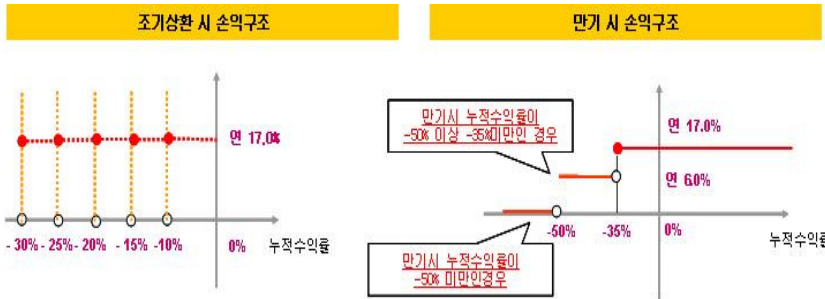 조기상환 시 손익구조
연 17.0%
- 30% - 25% - 20% - 15% -10%
0%
누적수익률
만기 시 손익구조
만기시 누적수익률이
-50% 이상 -35%미만인 경우
연 17.0%
연 6.0%
-50%
-35%
0%
누적수익률
만기시 누적수익률이
-50% 미만인경우